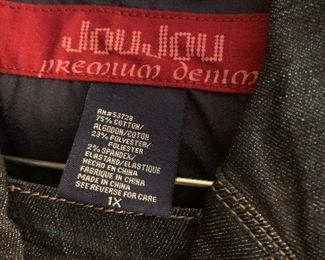 JOUJOU
premium denim
RN#53728
75% COTTON/
ALGODON/COTON
23% POLYESTER/
POLIESTER
2% SPANDEX/
ELASTANO/ELASTIQUE
HECHO EN CHINA
FABRIQUE EN CHINA
MADE IN CHINA
SEE REVERSE FOR CARE
1X